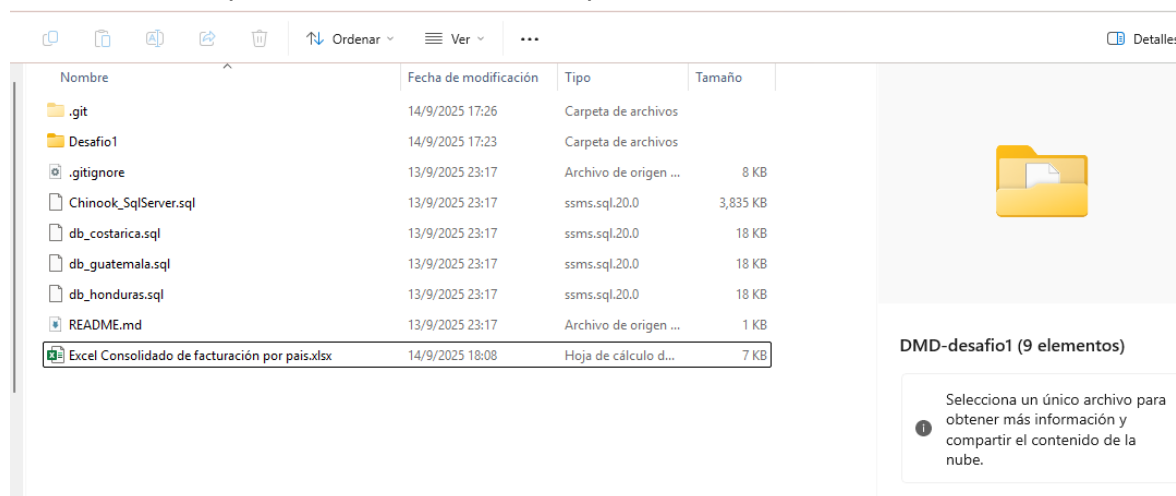 Ordenar Ver ... Detalles
Nombre Fecha de modificación Tipo Tamaño
.git 14/9/2025 17:26 Carpeta de archivos
Desafio1 14/9/2025 17:23 Carpeta de archivos
.gitignore 13/9/2025 23:17 Archivo de origen ... 8 KB
Chinook_SqlServer.sql 13/9/2025 23:17 ssms.sql.20.0 3,835 KB
db_costarica.sql 13/9/2025 23:17 ssms.sql.20.0 18 KB
db_guatemala.sql 13/9/2025 23:17 ssms.sql.20.0 18 KB
db_honduras.sql 13/9/2025 23:17 ssms.sql.20.0 18 KB
README.md 13/9/2025 23:17 Archivo de origen ... 1 KB
Excel Consolidado de facturación por pais.xlsx 14/9/2025 18:08 Hoja de cálculo d... 7 KB
DMD-desafio1 (9 elementos)
Selecciona un único archivo para
obtener más información y
compartir el contenido de la
nube.